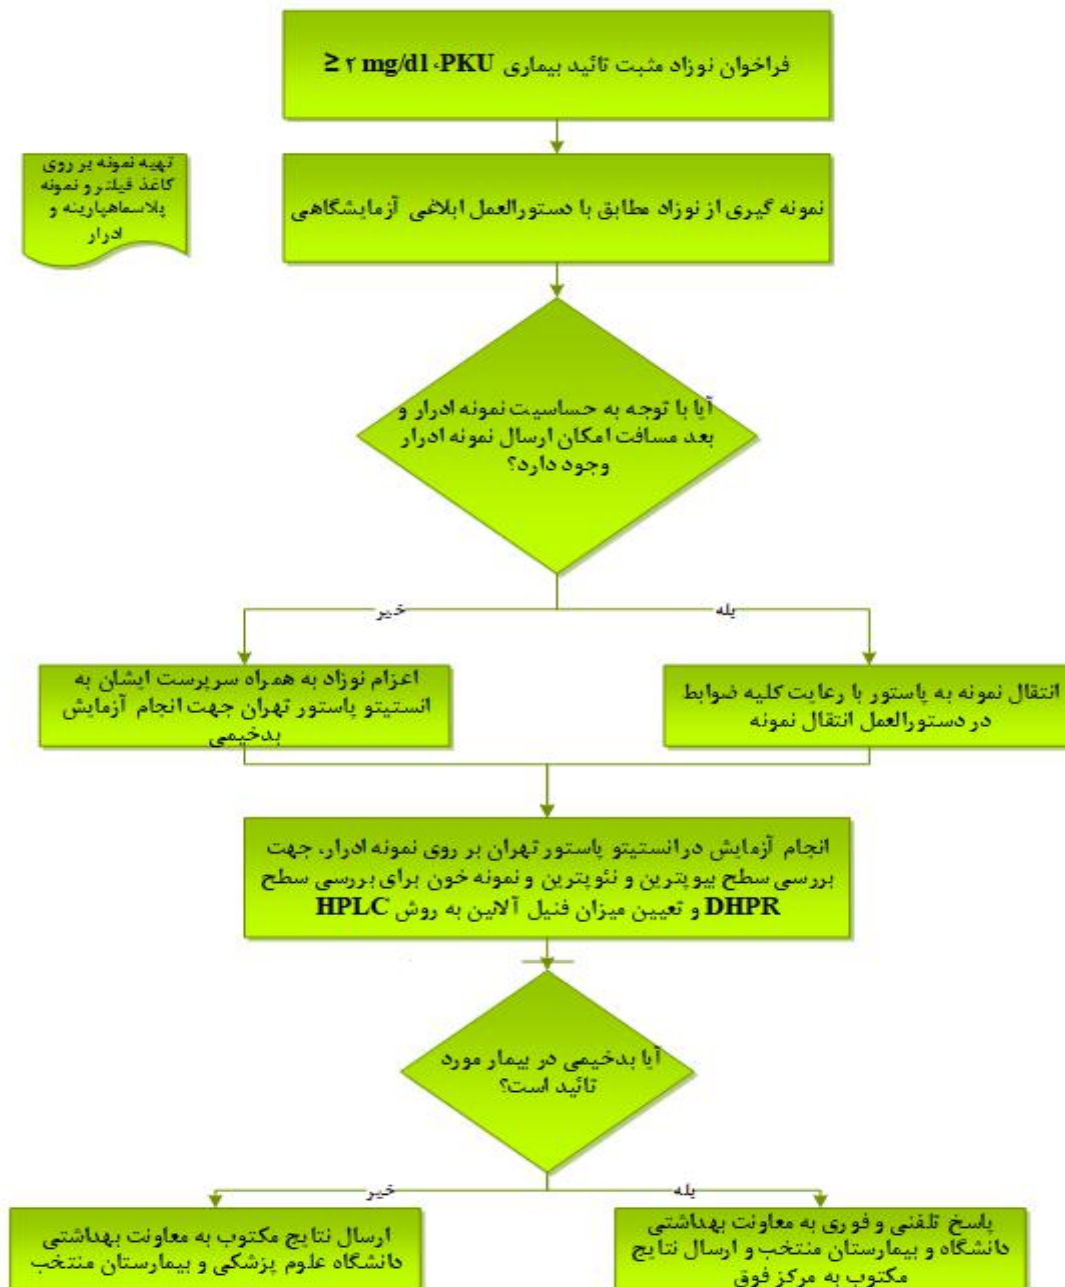 فراخوان نوزاد مثبت تائید بیماری PKU، ۲ mg/dl ≤
تهیه نمونه بر روی
کاغذ فیلتر و نمونه
پلاسماهپارینه و
ادرار
نمونه گیری از نوزاد مطابق با دستورالعمل ابلاغی آزمایشگاهی
آیا با توجه به حساسیت نمونه ادرار و
بعد مسافت امکان ارسال نمونه ادرار
وجود دارد؟
بله
خیر
انتقال نمونه به پاستور با رعایت کلیه ضوابط
در دستورالعمل انتقال نمونه
اعزام نوزاد به همراه سرپرست ایشان به
انستیتو پاستور تهران جهت انجام آزمایش
بدخیمی
انجام آزمایش در انستیتو پاستور تهران بر روی نمونه ادرار، جهت
بررسی سطح بیوپترین و نئوپترین و نمونه خون برای بررسی سطح
DHPR و تعیین میزان فنیل آلانین به روش HPLC
آیا بدخیمی در بیمار مورد
تائید است؟
بله
خیر
پاسخ تلفنی و فوری به معاونت بهداشتی
دانشگاه و بیمارستان منتخب و ارسال نتایج
مکتوب به مرکز فوق
ارسال نتایج مکتوب به معاونت بهداشتی
دانشگاه علوم پزشکی و بیمارستان منتخب